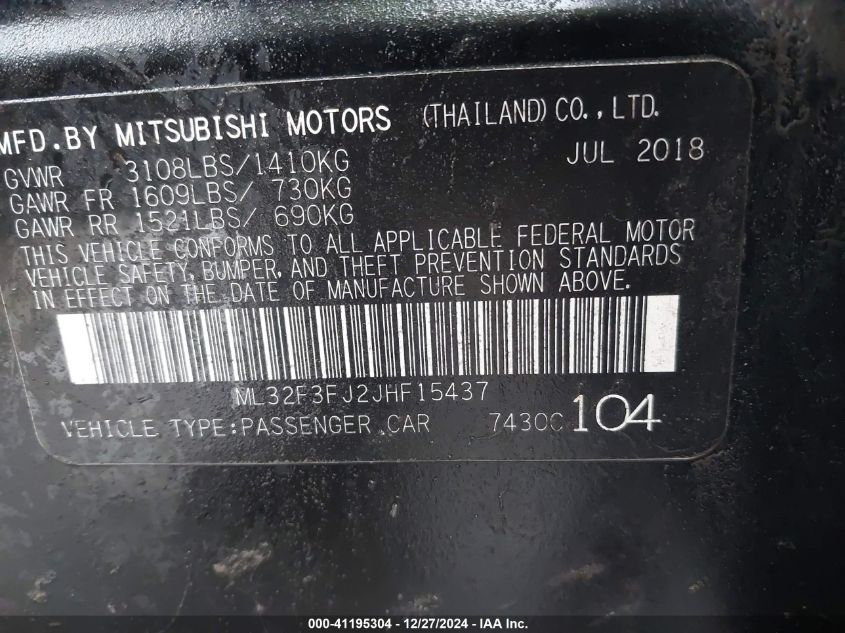 MFD.BY MITSUBISHI MOTORS (THAILAND) CO.,LTD.
GVWR 3108LBS/1410KG JUL 2018
GAWR FR 1609LBS/ 730KG
GAWR RR 1521LBS/ 690KG
THIS VEHICLE CONFORMS TO ALL APPLICABLE FEDERAL MOTOR
VEHICLE SAFETY, BUMPER, AND THEFT PREVENTION STANDARDS
IN EFFECT ON THE DATE OF MANUFACTURE SHOWN ABOVE.
ML32F3FJ2JHF15437
VEHICLE TYPE:PASSENGER CAR 7430C 104
000-41195304 | 12/27/2024 - IAA Inc.